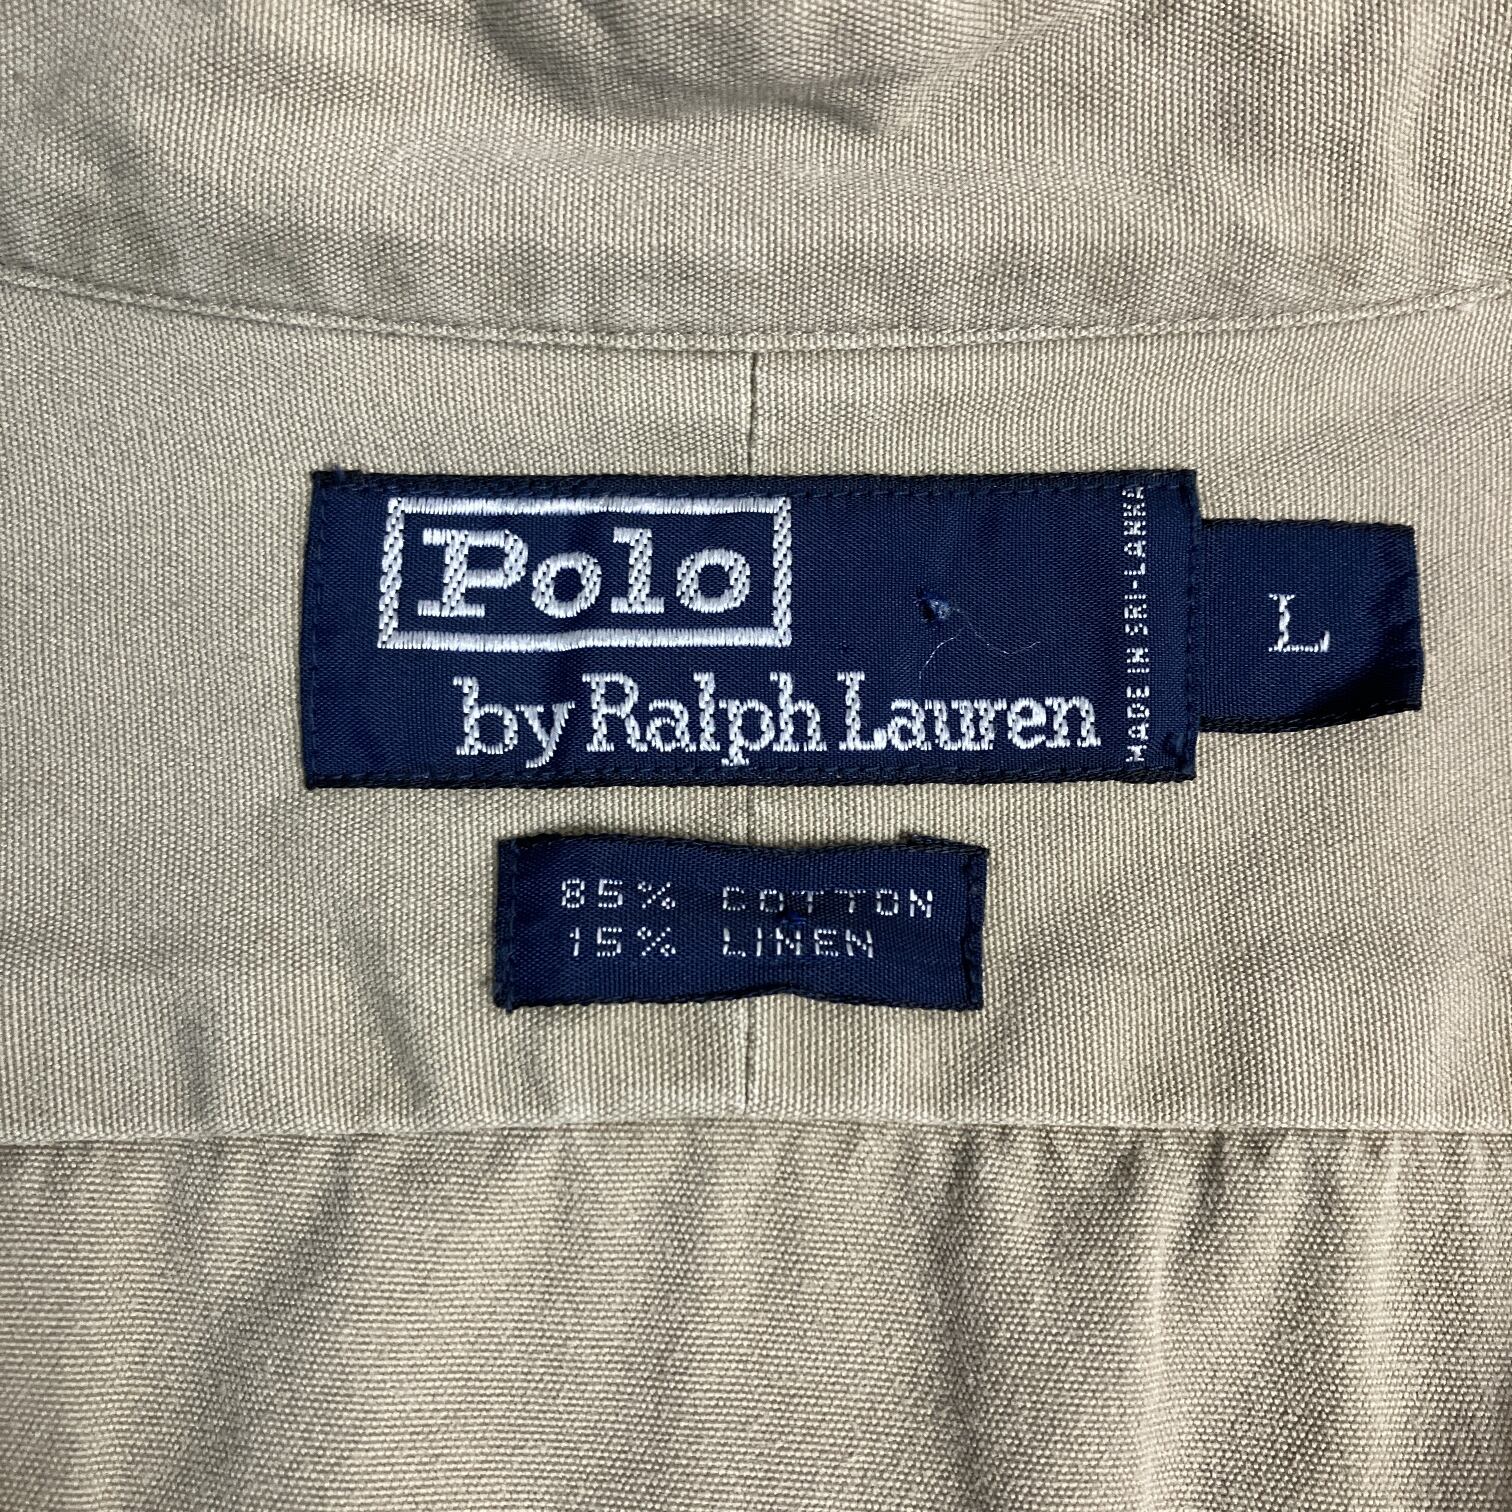 Polo
by Ralph Lauren
MADE IN SRI-LANKA
L
85% COTTON
15% LINEN